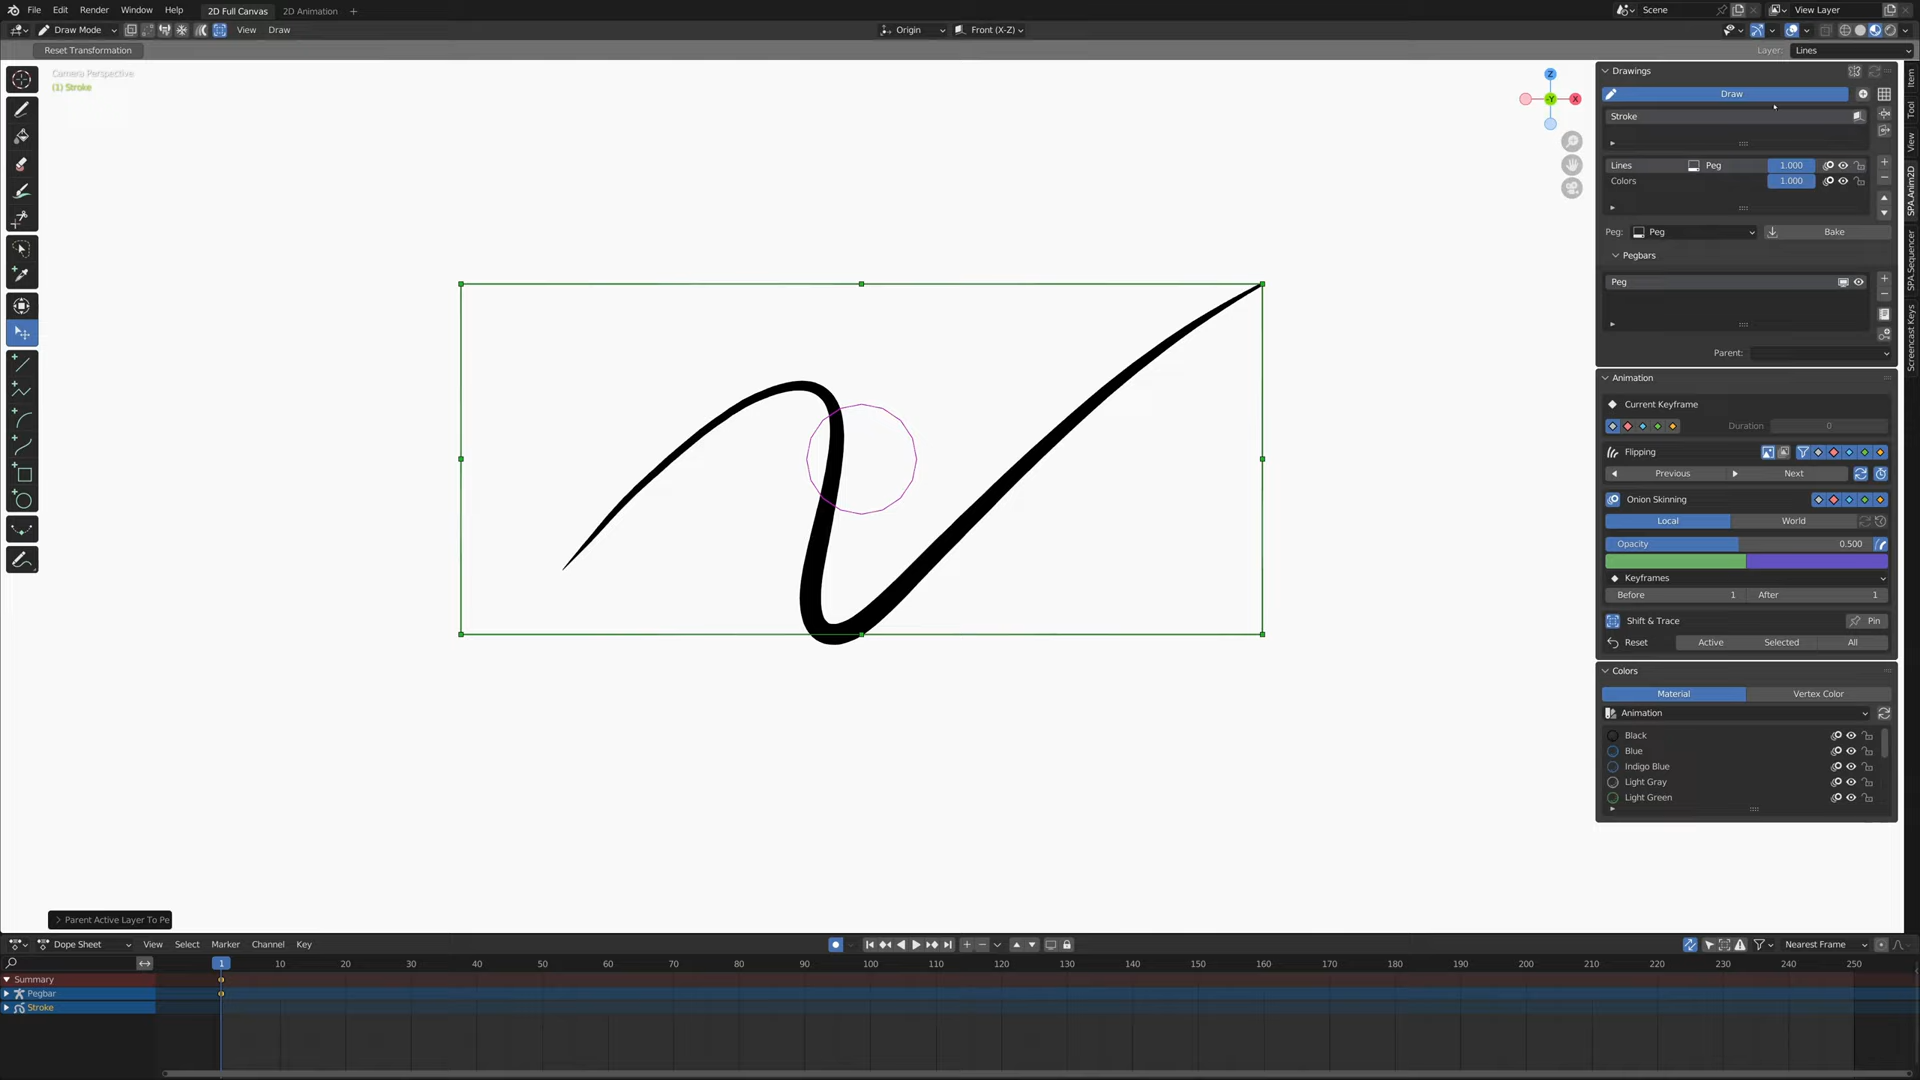 File Edit Render Window Help 2D Full Canvas 2D Animation + Scene View Layer
Draw Mode View Draw Origin Front (X-Z)
Reset Transformation Layer: Lines
Camera Perspective
(1) Stroke
Z
-Y
X
Drawings
Draw
Stroke
Lines Peg 1.000
Colors 1.000
Peg: Peg Bake
Pegbars
Peg
Parent:
Animation
Current Keyframe
Duration 0
Flipping
Previous Next
Onion Skinning
Local World
Opacity 0.500
Keyframes
Before 1 After 1
Shift & Trace Pin
Reset Active Selected All
Colors
Material Vertex Color
Animation
Black
Blue
Indigo Blue
Light Gray
Light Green
Item
Tool
View
SPA.Anim2D
SPA.Sequencer
Screencast Keys
Parent Active Layer To Pe
Dope Sheet View Select Marker Channel Key Nearest Frame
1 10 20 30 40 50 60 70 80 90 100 110 120 130 140 150 160 170 180 190 200 210 220 230 240 250
Summary
Pegbar
Stroke